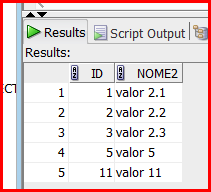 Results Script Output
Results:
ID NOME2
1 1 valor 2.1
2 2 valor 2.2
3 3 valor 2.3
4 5 valor 5
5 11 valor 11